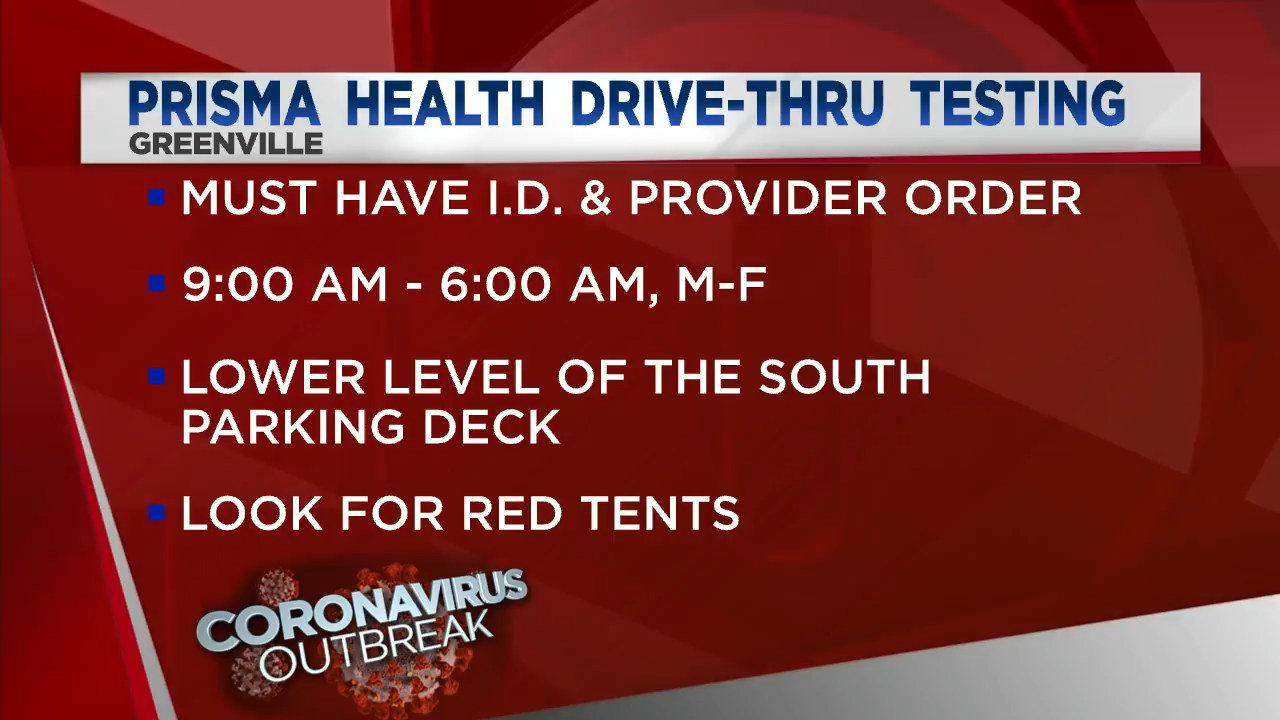 PRISMA HEALTH DRIVE-THRU TESTING
GREENVILLE
MUST HAVE I.D. & PROVIDER ORDER
9:00 AM - 6:00 AM, M-F
LOWER LEVEL OF THE SOUTH
PARKING DECK
LOOK FOR RED TENTS
CORONAVIRUS
OUTBREAK